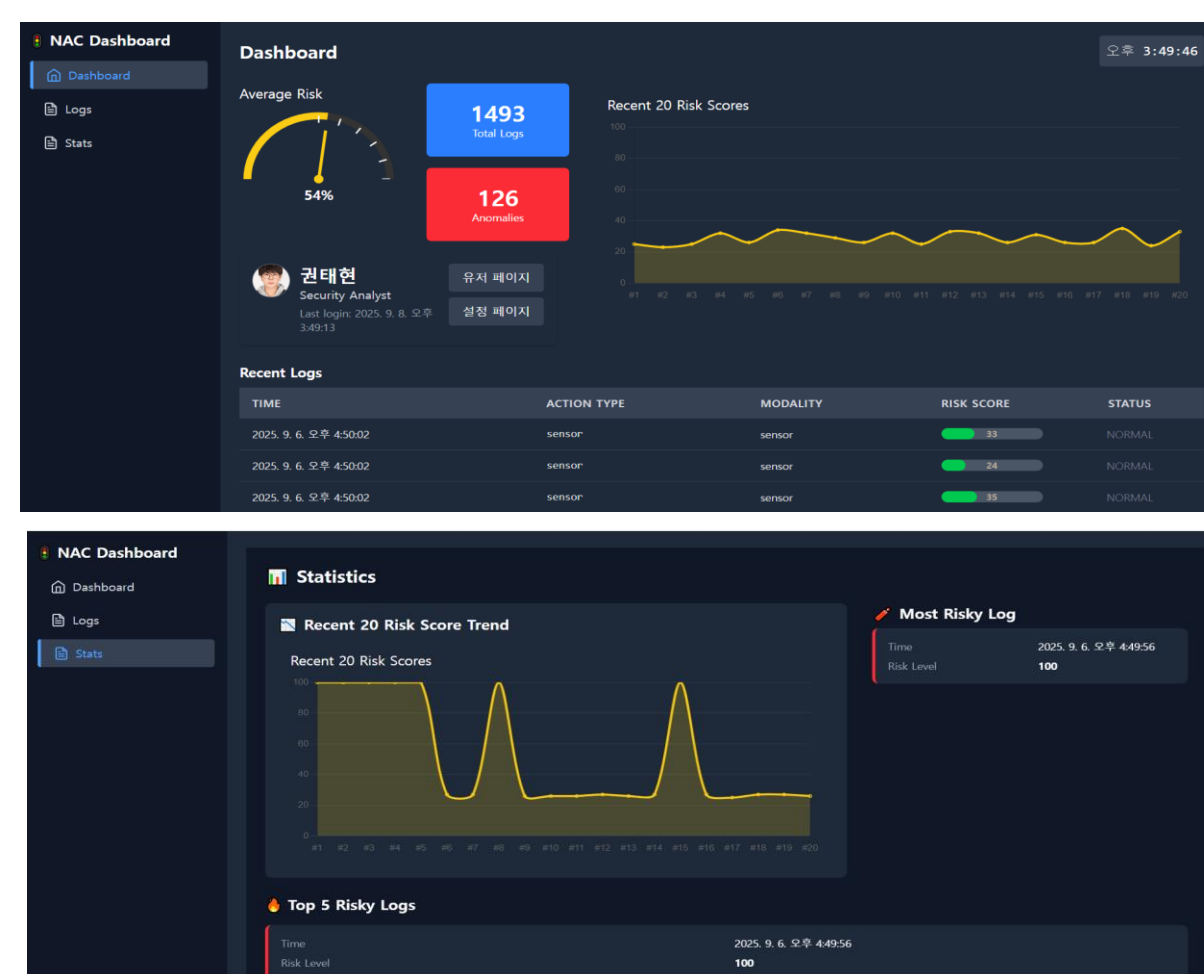 NAC Dashboard
Dashboard
Logs
Stats
Dashboard
오후 3:49:46
Average Risk
54%
1493
Total Logs
126
Anomalies
Recent 20 Risk Scores
100
80
60
40
20
0
#1 #2 #3 #4 #5 #6 #7 #8 #9 #10 #11 #12 #13 #14 #15 #16 #17 #18 #19 #20
권태현
Security Analyst
Last login: 2025. 9. 8. 오후
3:49:13
유저 페이지
설정 페이지
Recent Logs
TIME ACTION TYPE MODALITY RISK SCORE STATUS
2025. 9. 6. 오후 4:50:02 sensor sensor 33 NORMAL
2025. 9. 6. 오후 4:50:02 sensor sensor 24 NORMAL
2025. 9. 6. 오후 4:50:02 sensor sensor 35 NORMAL
NAC Dashboard
Dashboard
Logs
Stats
Statistics
Recent 20 Risk Score Trend
Recent 20 Risk Scores
100
80
60
40
20
0
#1 #2 #3 #4 #5 #6 #7 #8 #9 #10 #11 #12 #13 #14 #15 #16 #17 #18 #19 #20
Most Risky Log
Time 2025. 9. 6. 오후 4:49:56
Risk Level 100
Top 5 Risky Logs
Time 2025. 9. 6. 오후 4:49:56
Risk Level 100